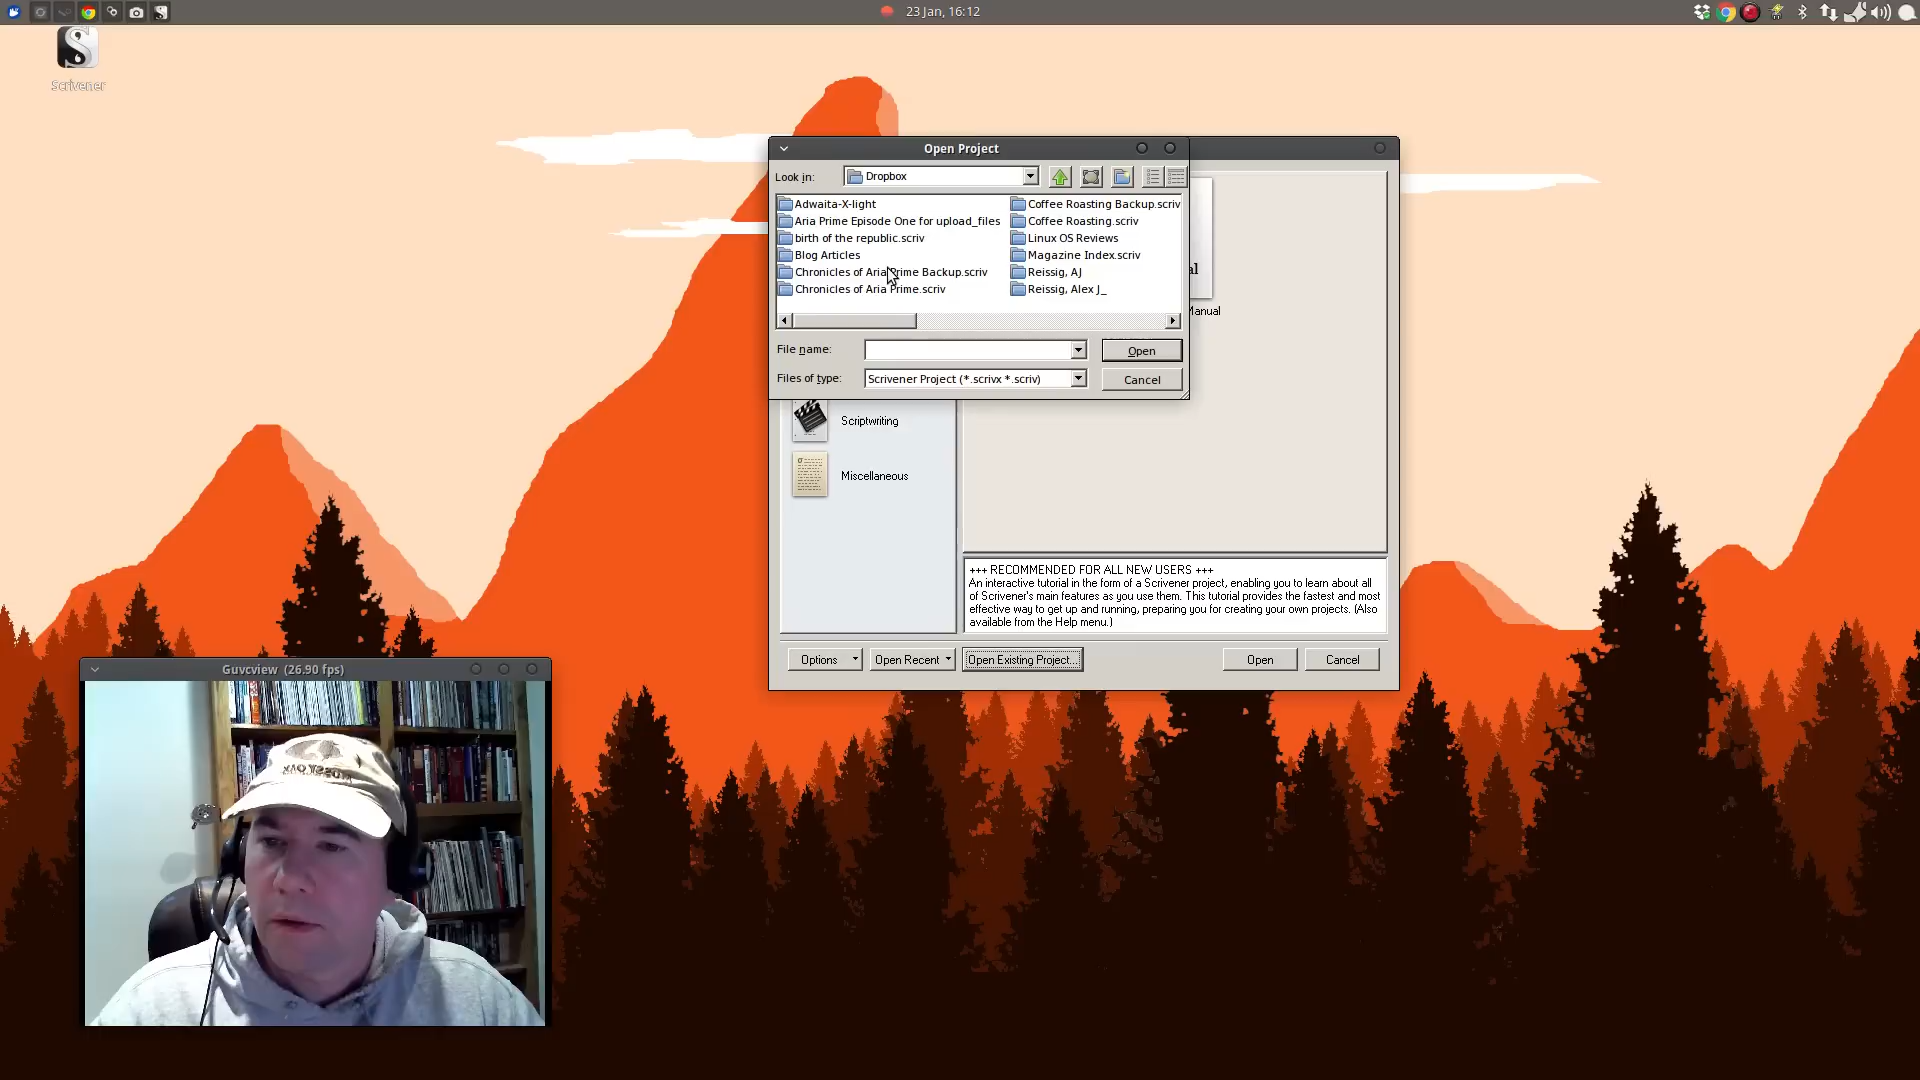 23 Jan, 16:12
Scrivener
Open Project
Look in:
Dropbox
Adwaita-X-light
Aria Prime Episode One for upload_files
birth of the republic.scriv
Blog Articles
Chronicles of Aria Prime Backup.scriv
Chronicles of Aria Prime.scriv
Coffee Roasting Backup.scriv
Coffee Roasting.scriv
Linux OS Reviews
Magazine Index.scriv
Reissig, AJ
Reissig, Alex J_
File name:
Open
Files of type:
Scrivener Project (*.scrivx *.scriv)
Cancel
al
Manual
Scriptwriting
Miscellaneous
+++ RECOMMENDED FOR ALL NEW USERS +++
An interactive tutorial in the form of a Scrivener project, enabling you to learn about all
of Scrivener's main features as you use them. This tutorial provides the fastest and most
effective way to get up and running, preparing you for creating your own projects. (Also
available from the Help menu.)
Options
Open Recent
Open Existing Project...
Open
Cancel
Guvcview (26.90 fps)